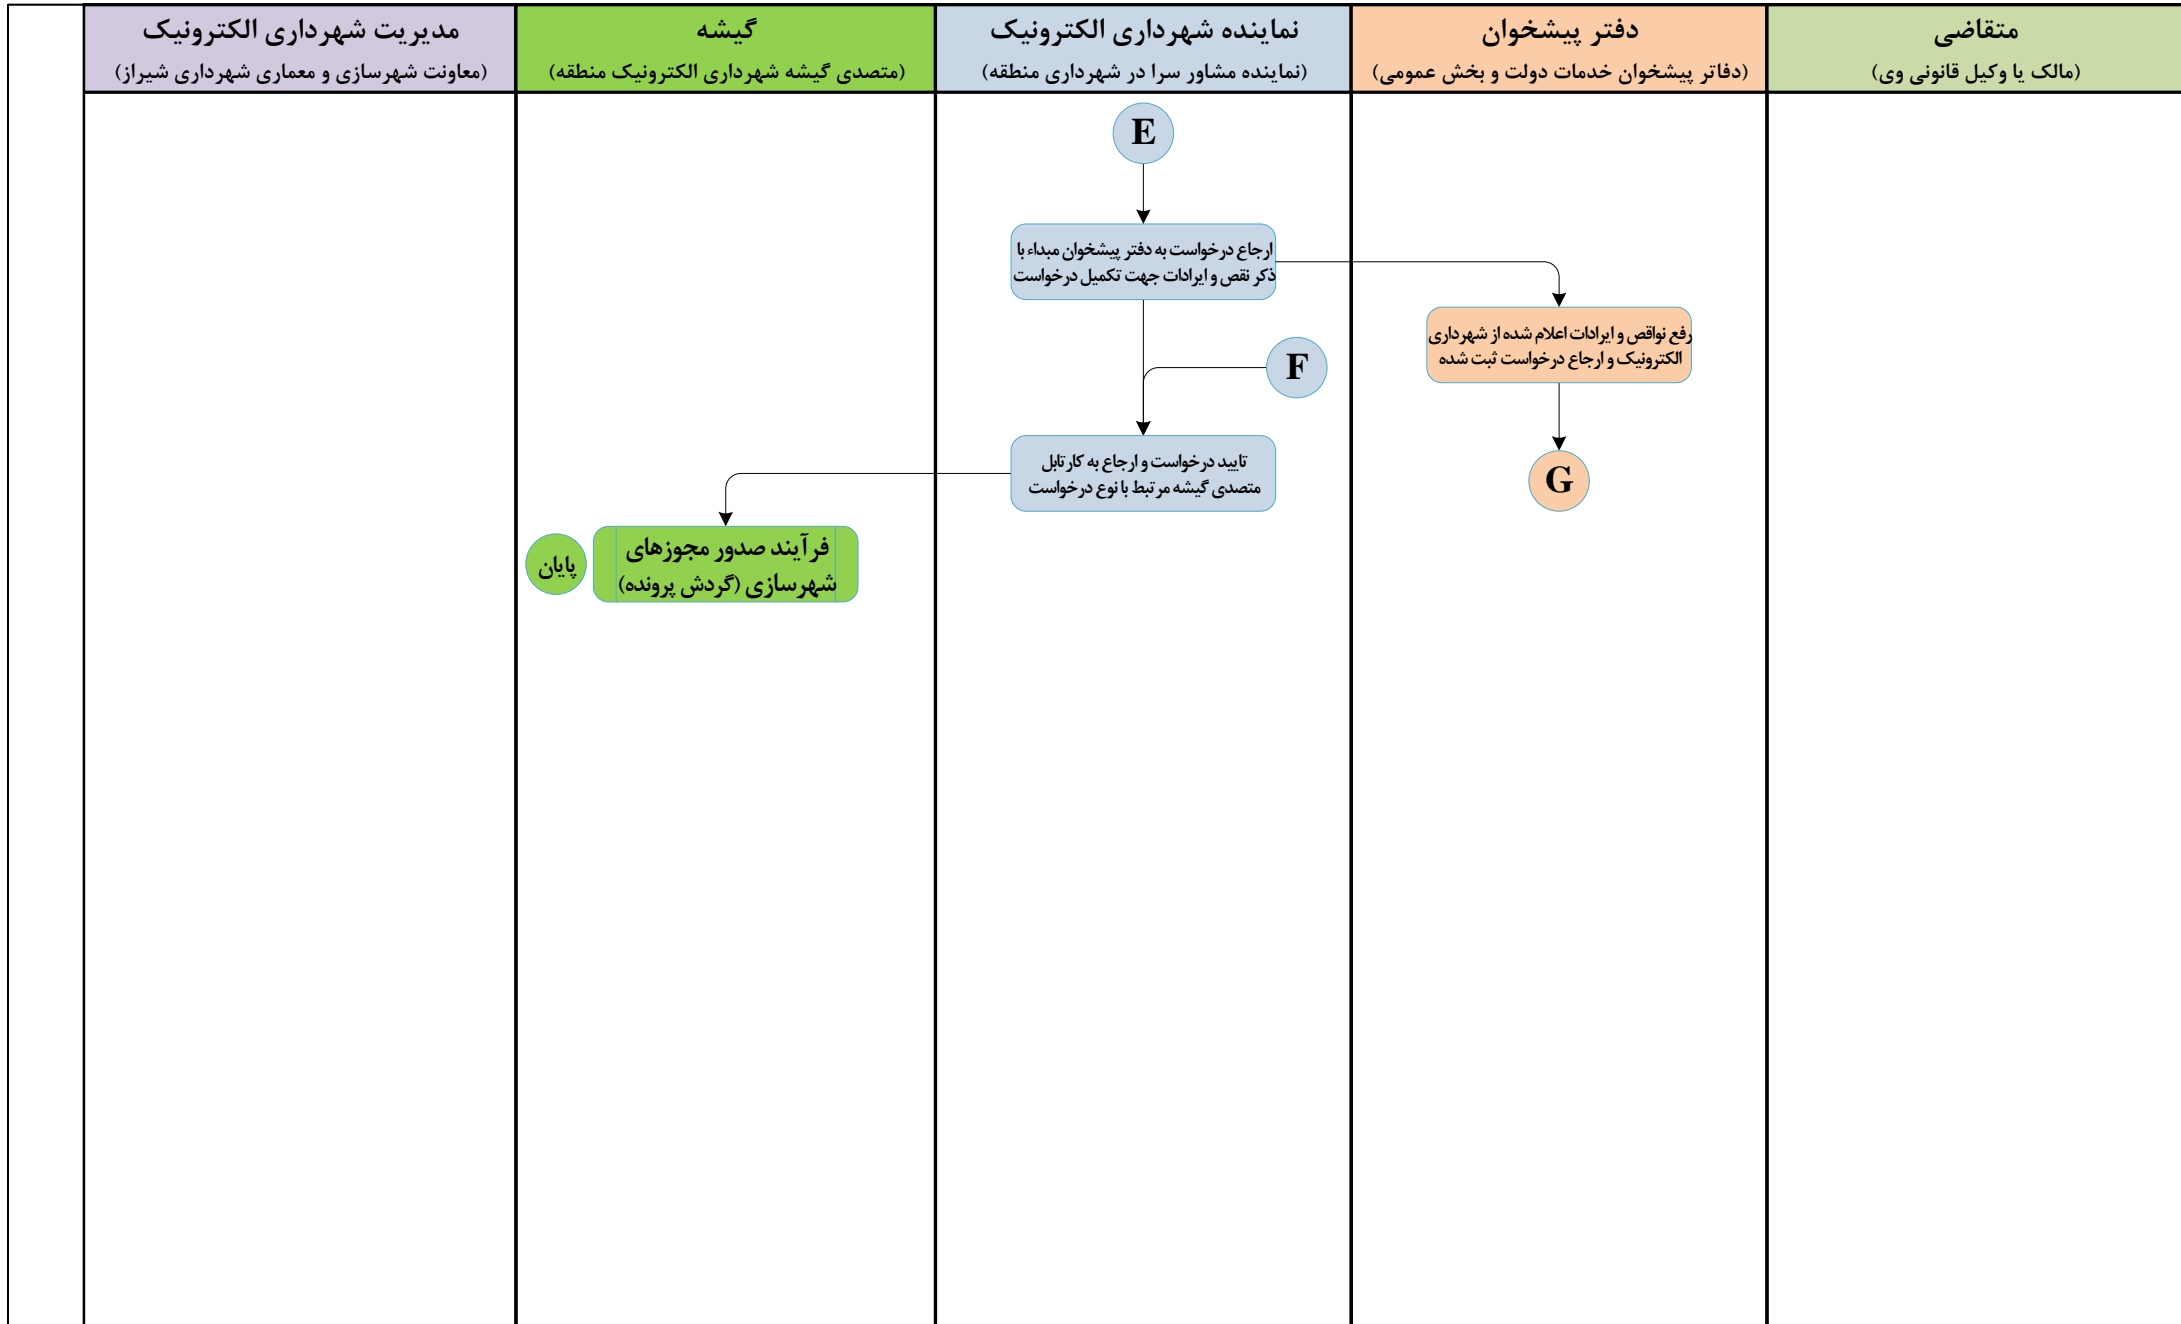 متقاضی
(مالک یا وکیل قانونی وی)
دفتر پیشخوان
(دفاتر پیشخوان خدمات دولت و بخش عمومی)
نماینده شهرداری الکترونیک
(نماینده مشاور سرا در شهرداری منطقه)
گیشه
(متصدی گیشه شهرداری الکترونیک منطقه)
مدیریت شهرداری الکترونیک
(معاونت شهرسازی و معماری شهرداری شیراز)
E
ارجاع درخواست به دفتر پیشخوان مبداء با
ذکر نقص و ایرادات جهت تکمیل درخواست
رفع نواقص و ایرادات اعلام شده از شهرداری
الکترونیک و ارجاع درخواست ثبت شده
F
G
تایید درخواست و ارجاع به کارتابل
متصدی گیشه مرتبط با نوع درخواست
فرآیند صدور مجوزهای
شهرسازی (گردش پرونده)
پایان